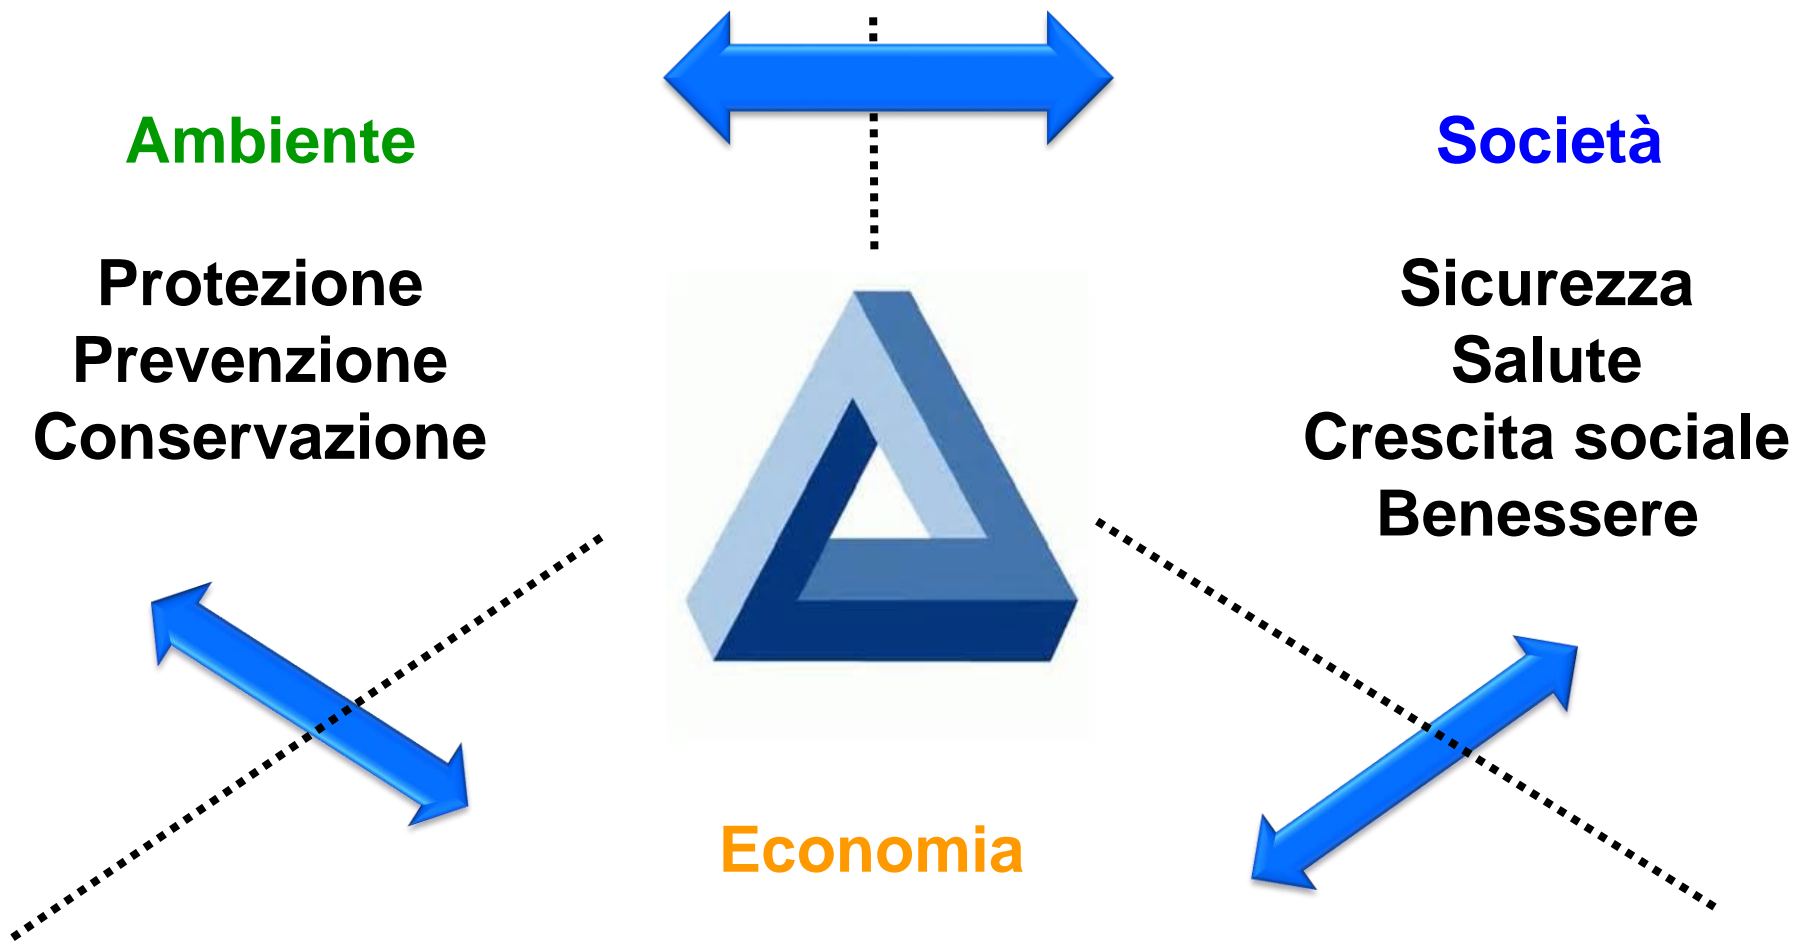 Ambiente
Protezione
Prevenzione
Conservazione
Società
Sicurezza
Salute
Crescita sociale
Benessere
Economia